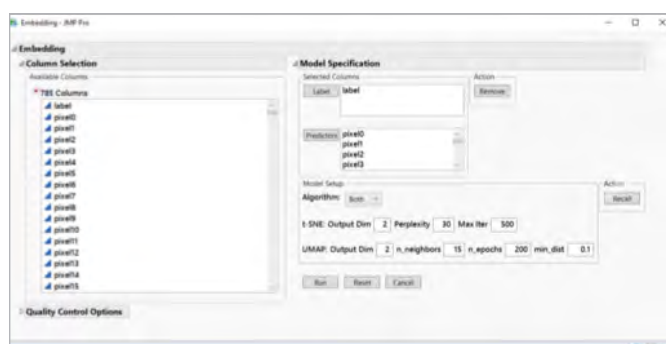 Embedding - JMP Pro
Embedding
Column Selection
Available Columns
785 Columns
label
pixel0
pixel1
pixel2
pixel3
pixel4
pixel5
pixel6
pixel7
pixel8
pixel9
pixel10
pixel11
pixel12
pixel13
pixel14
pixel15
Quality Control Options
Model Specification
Selected Columns
Label label
Predictors pixel0
pixel1
pixel2
pixel3
Action
Remove
Model Setup
Algorithm: Both
t-SNE: Output Dim 2 Perplexity 30 Max Iter 500
UMAP: Output Dim 2 n_neighbors 15 n_epochs 200 min_dist 0.1
Action
Recall
Run Reset Cancel